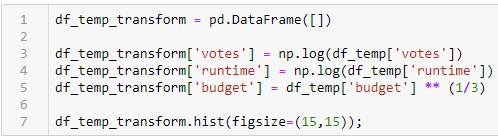 1 df_temp_transform = pd.DataFrame([])
2
3 df_temp_transform['votes'] = np.log(df_temp['votes'])
4 df_temp_transform['runtime'] = np.log(df_temp['runtime'])
5 df_temp_transform['budget'] = df_temp['budget'] ** (1/3)
6
7 df_temp_transform.hist(figsize=(15,15));